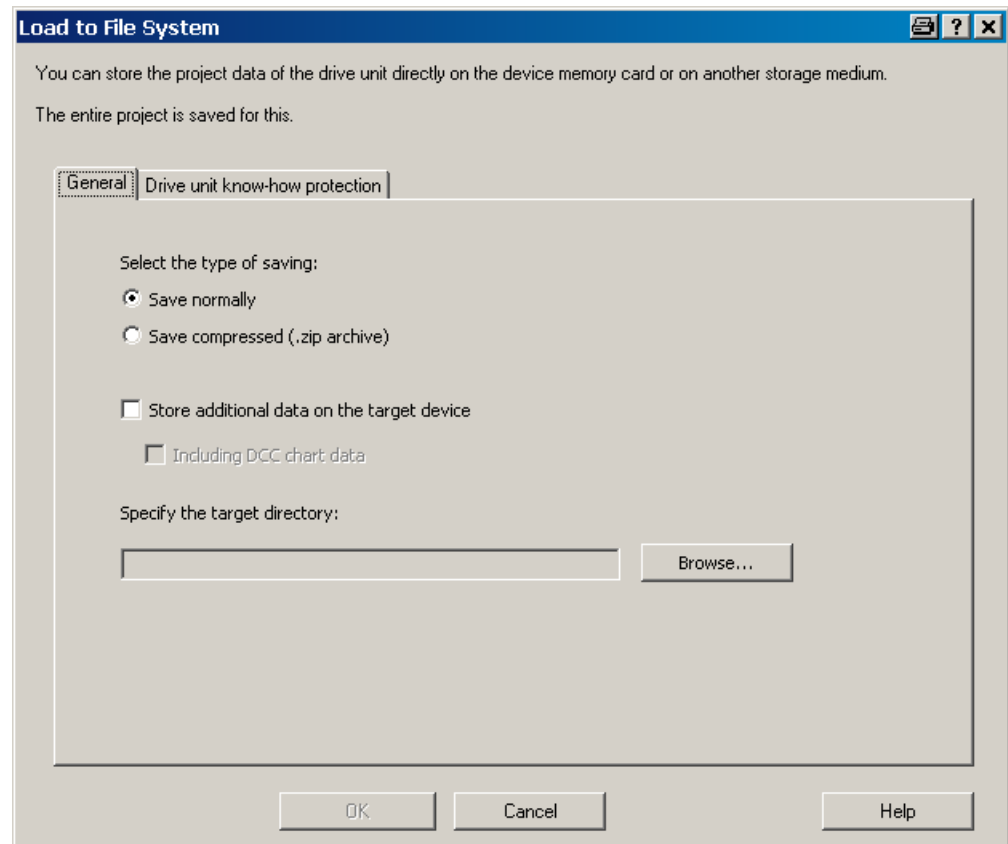 Load to File System
You can store the project data of the drive unit directly on the device memory card or on another storage medium.
The entire project is saved for this.
General Drive unit know-how protection
Select the type of saving:
Save normally
Save compressed (.zip archive)
Store additional data on the target device
Including DCC chart data
Specify the target directory:
Browse...
OK Cancel Help